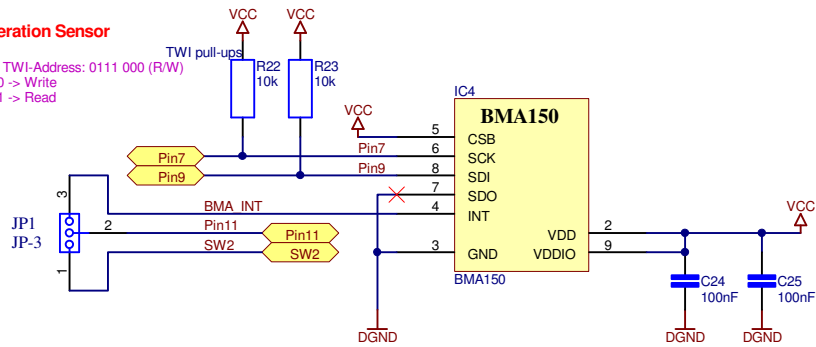 eration Sensor
TWI-Address: 0111 000 (R/W)
0 -> Write
1 -> Read
VCC
VCC
TWI pull-ups
R22
10k
R23
10k
VCC
IC4
BMA150
5
CSB
Pin7
Pin7
6
SCK
Pin9
Pin9
8
SDI
7
SDO
3
BMA_INT
4
INT
JP1
JP-3
2
Pin11
Pin11
SW2
SW2
1
3
GND
VDD
2
VDDIO
9
VCC
BMA150
C24
100nF
C25
100nF
DGND
DGND
DGND